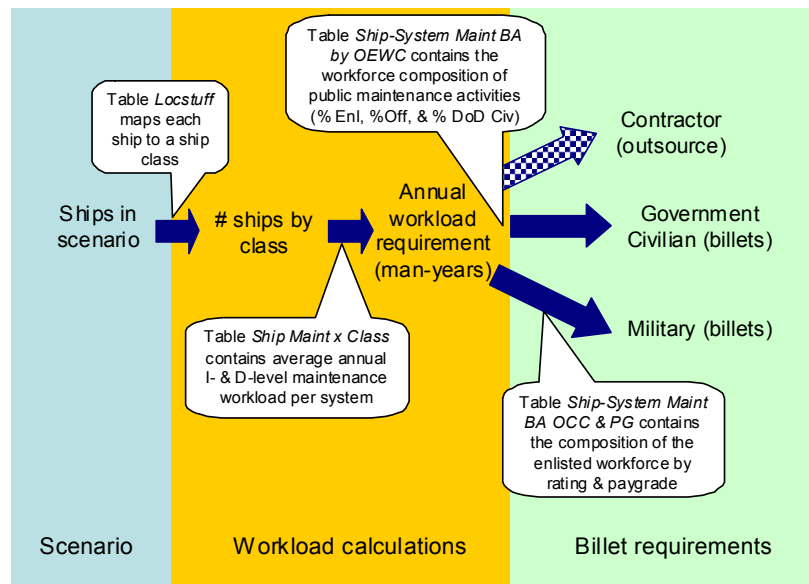 Table Locstuff
maps each
ship to a ship
class
Table Ship-System Maint BA
by OEWC contains the
workforce composition of
public maintenance activities
(% Enl, %Off, & % DoD Civ)
Contractor
(outsource)
Ships in
scenario
# ships by
class
Annual
workload
requirement
(man-years)
Government
Civilian (billets)
Military (billets)
Table Ship Maint x Class
contains average annual
I- & D-level maintenance
workload per system
Table Ship-System Maint
BA OCC & PG contains
the composition of the
enlisted workforce by
rating & paygrade
Scenario
Workload calculations
Billet requirements